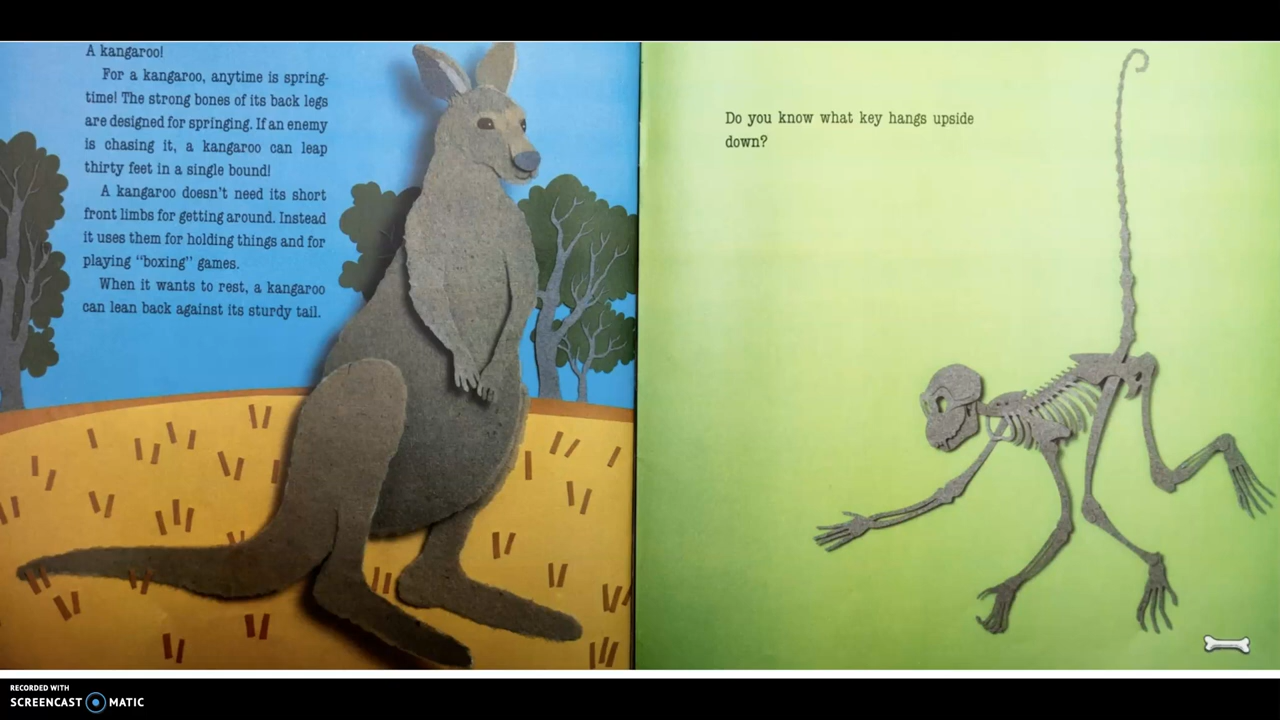 A kangaroo!
For a kangaroo, anytime is spring-
time! The strong bones of its back legs
are designed for springing. If an enemy
is chasing it, a kangaroo can leap
thirty feet in a single bound!
A kangaroo doesn't need its short
front limbs for getting around. Instead
it uses them for holding things and for
playing "boxing" games.
When it wants to rest, a kangaroo
can lean back against its sturdy tail.
Do you know what key hangs upside
down?
RECORDED WITH
SCREENCAST MATIC